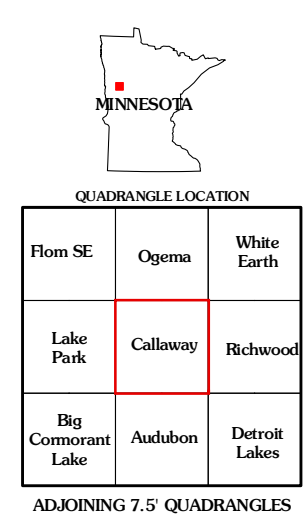 MINNESOTA
QUADRANGLE LOCATION
Flom SE
Ogema
White
Earth
Lake
Park
Callaway
Richwood
Big
Cormorant
Lake
Audubon
Detroit
Lakes
ADJOINING 7.5' QUADRANGLES